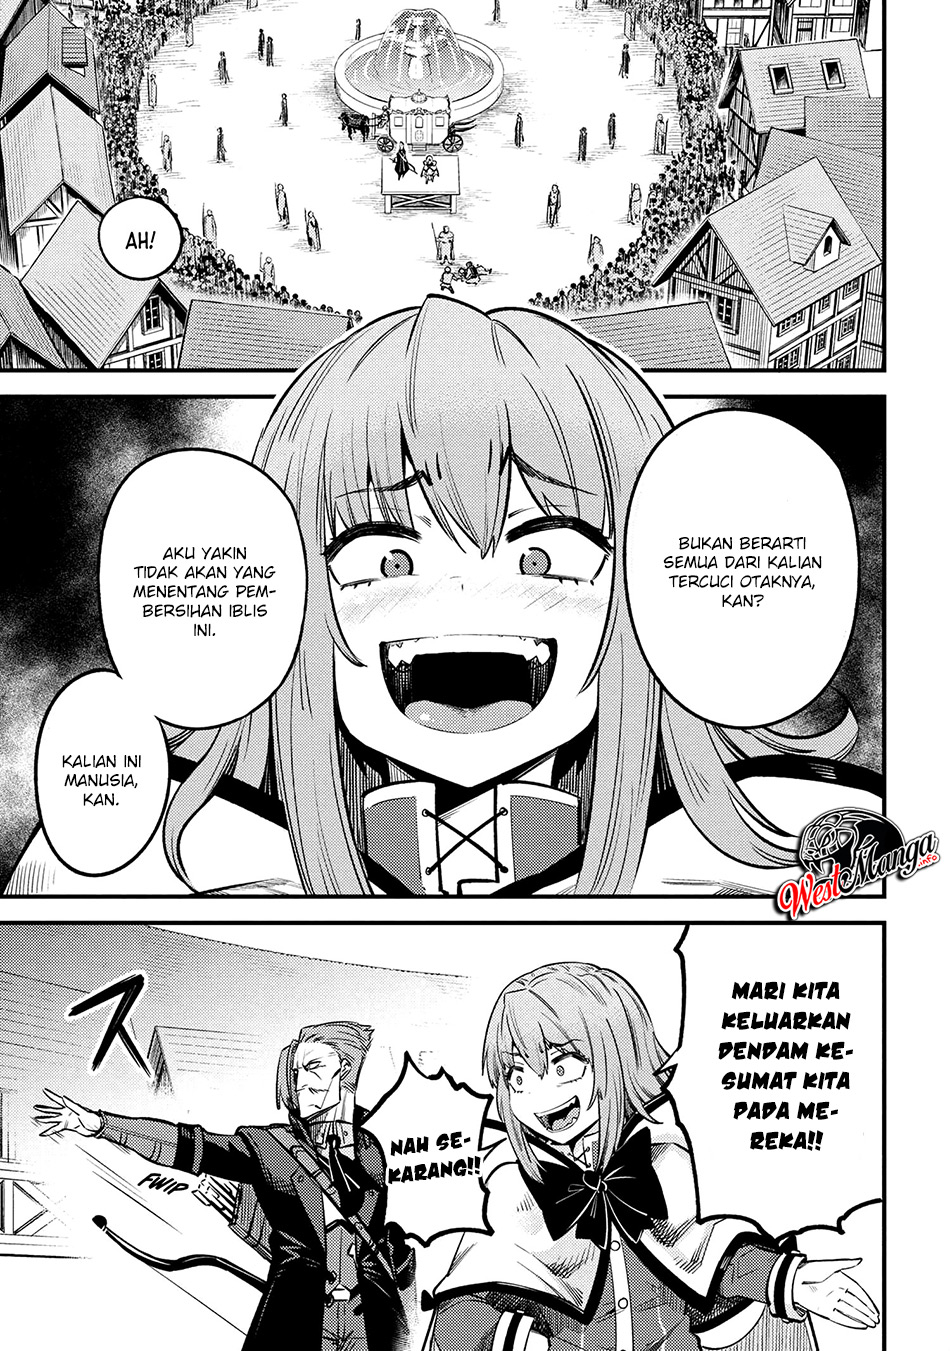 AH!
BUKAN BERARTI
SEMUA DARI KALIAN
TERCUCI OTAKNYA,
KAN?
AKU YAKIN
TIDAK AKAN YANG
MENENTANG PEM-
BERSIHAN IBLIS
INI.
KALIAN INI
MANUSIA,
KAN.
WestManga
.info
MARI KITA
KELUARKAN
DENDAM KE-
SUMAT KITA
PADA ME-
REKA!!
NAH SE-
KARANG!!
FWIP